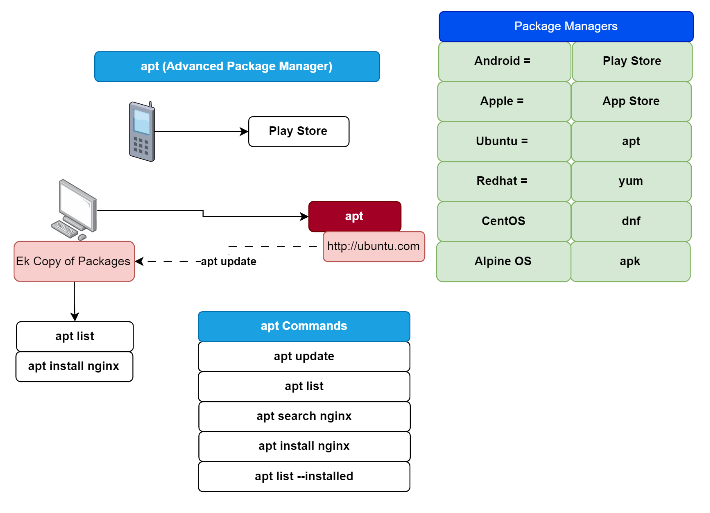 Package Managers
apt (Advanced Package Manager)
Android =
Play Store
Apple =
App Store
Play Store
Ubuntu =
apt
Redhat =
yum
apt
CentOS
dnf
http://ubuntu.com
Ek Copy of Packages
apt update
Alpine OS
apk
apt list
apt install nginx
apt Commands
apt update
apt list
apt search nginx
apt install nginx
apt list --installed